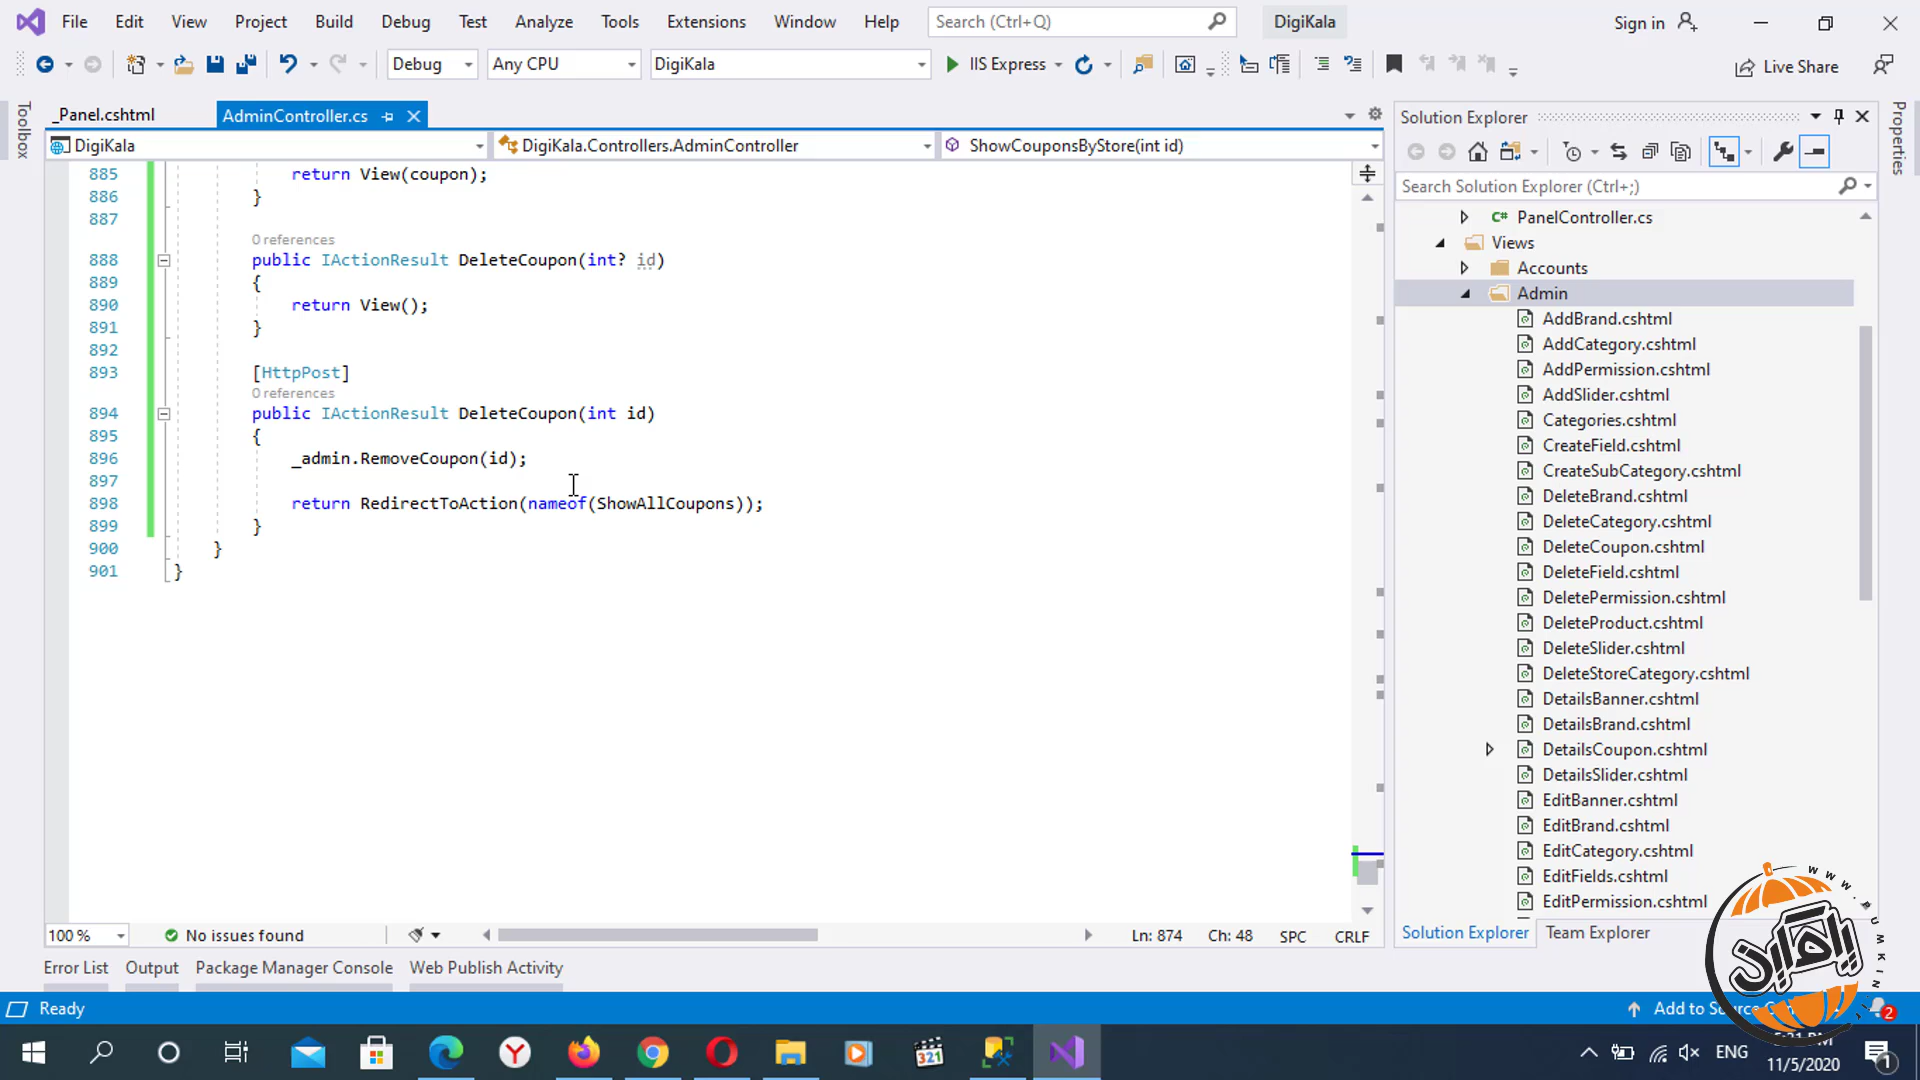 File Edit View Project Build Debug Test Analyze Tools Extensions Window Help Search (Ctrl+Q) DigiKala Sign in
Debug Any CPU DigiKala IIS Express Live Share
Toolbox
_Panel.cshtml AdminController.cs
DigiKala DigiKala.Controllers.AdminController ShowCouponsByStore(int id)
885 return View(coupon);
886 }
887
0 references
888 public IActionResult DeleteCoupon(int? id)
889 {
890 return View();
891 }
892
893 [HttpPost]
0 references
894 public IActionResult DeleteCoupon(int id)
895 {
896 _admin.RemoveCoupon(id);
897
898 return RedirectToAction(nameof(ShowAllCoupons));
899 }
900 }
901 }
100 % No issues found Ln: 874 Ch: 48 SPC CRLF
Solution Explorer
Search Solution Explorer (Ctrl+;)
C# PanelController.cs
Views
Accounts
Admin
AddBrand.cshtml
AddCategory.cshtml
AddPermission.cshtml
AddSlider.cshtml
Categories.cshtml
CreateField.cshtml
CreateSubCategory.cshtml
DeleteBrand.cshtml
DeleteCategory.cshtml
DeleteCoupon.cshtml
DeleteField.cshtml
DeletePermission.cshtml
DeleteProduct.cshtml
DeleteSlider.cshtml
DeleteStoreCategory.cshtml
DetailsBanner.cshtml
DetailsBrand.cshtml
DetailsCoupon.cshtml
DetailsSlider.cshtml
EditBanner.cshtml
EditBrand.cshtml
EditCategory.cshtml
EditFields.cshtml
EditPermission.cshtml
Solution Explorer Team Explorer
Properties
Error List Output Package Manager Console Web Publish Activity
Ready Add to Source 2
321 ENG
11/5/2020 1